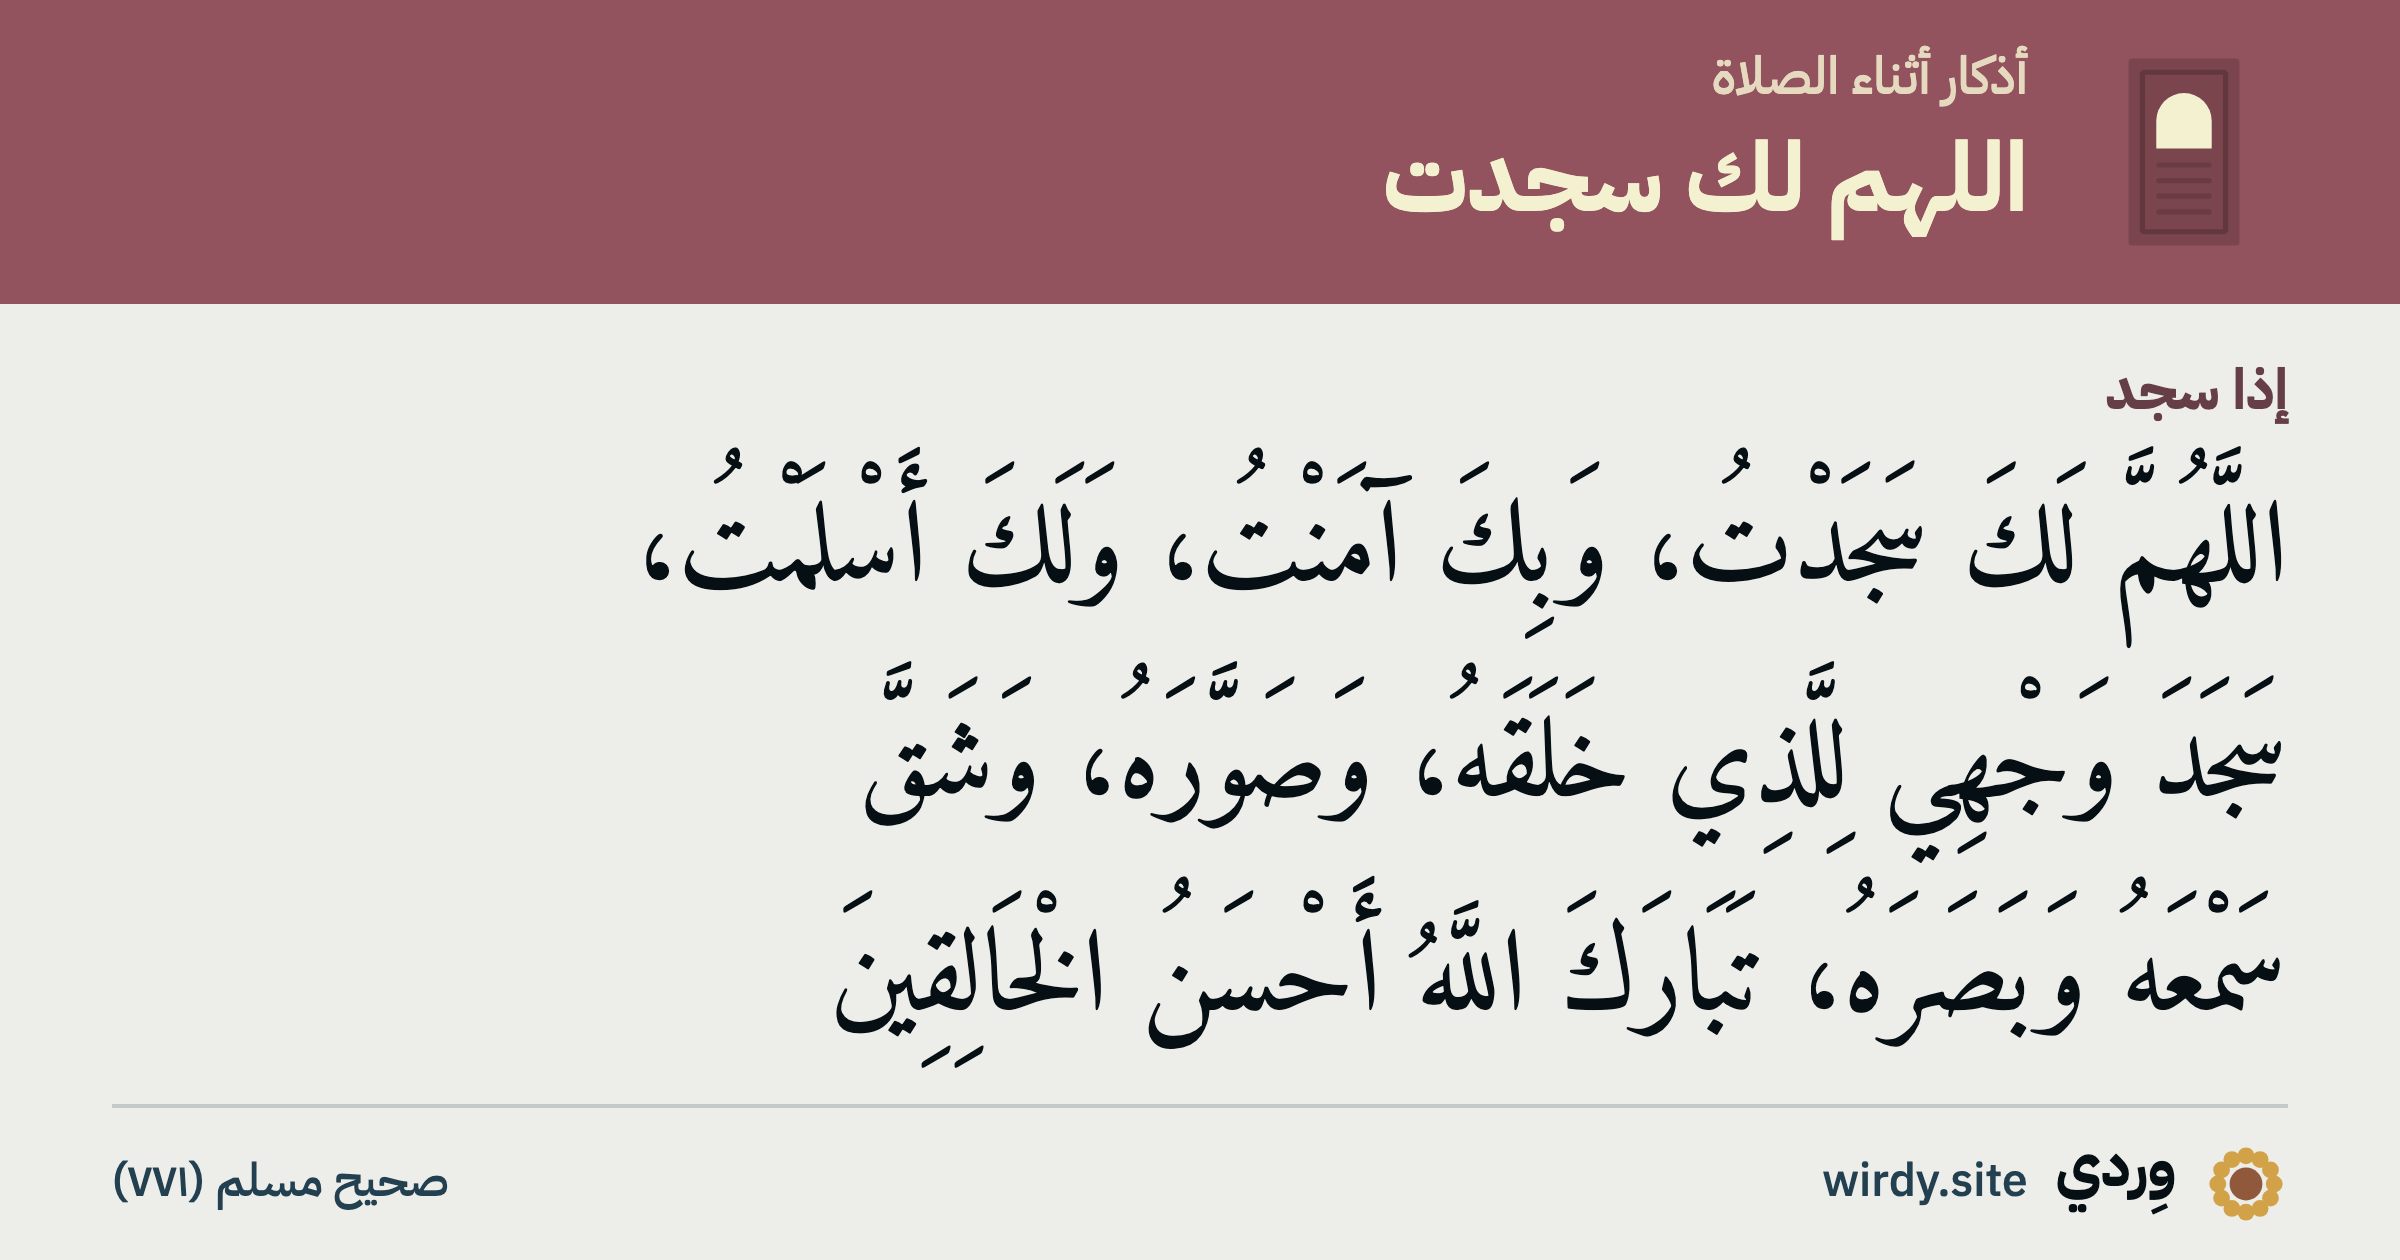 أذكار أثناء الصلاة
اللهم لك سجدت
إذا سجد
اللَّهُمَّ لَكَ سَجَدْتُ، وَبِكَ آمَنْتُ، وَلَكَ أَسْلَمْتُ،
سَجَدَ وَجْهِي لِلَّذِي خَلَقَهُ، وَصَوَّرَهُ، وَشَقَّ
سَمْعَهُ وَبَصَرَهُ، تَبَارَكَ اللَّهُ أَحْسَنُ الْخَالِقِينَ
وِردي wirdy.site
صحيح مسلم (٧٧١)